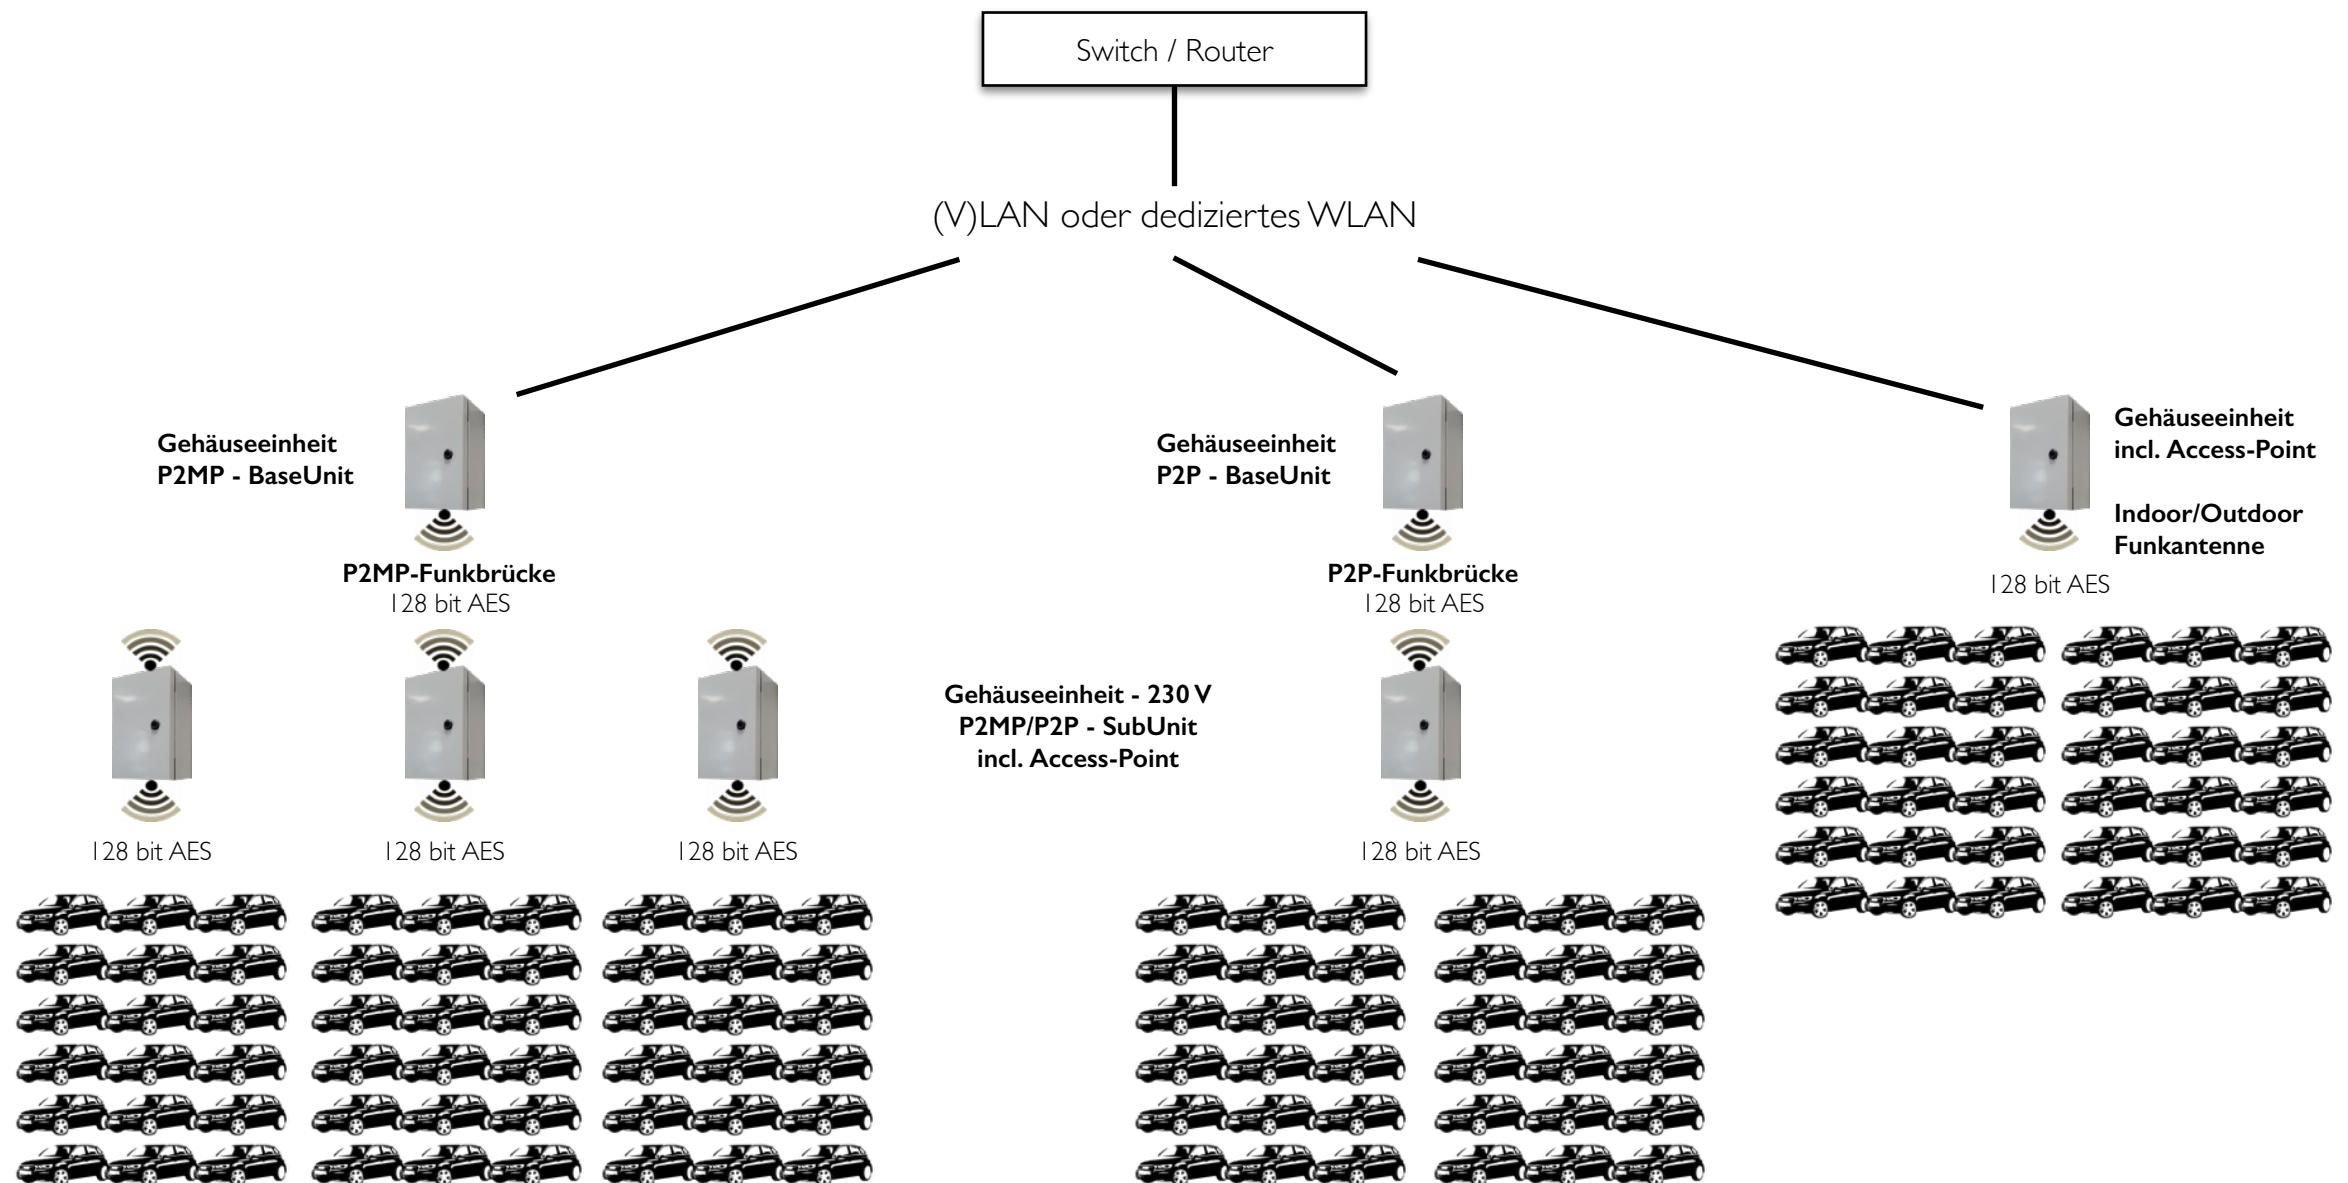 Switch / Router
(V)LAN oder dediziertes WLAN
Gehäuseeinheit
P2MP - BaseUnit
Gehäuseeinheit
P2P - BaseUnit
Gehäuseeinheit
incl. Access-Point
Indoor/Outdoor
Funkantenne
P2MP-Funkbrücke
128 bit AES
P2P-Funkbrücke
128 bit AES
128 bit AES
Gehäuseeinheit - 230 V
P2MP/P2P - SubUnit
incl. Access-Point
128 bit AES
128 bit AES
128 bit AES
128 bit AES